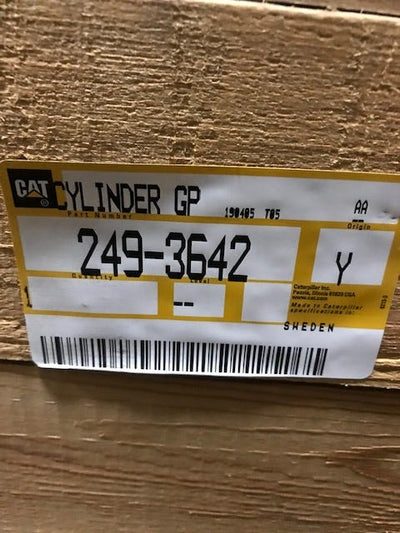 CAT CYLINDER GP 190405 T05 AA
Part Number
Origin
249-3642 Y
Quantity
Level
Caterpillar Inc.
Peoria, Illinois 61629 USA
www.cat.com
Made to Caterpillar
specifications in:
SWEDEN